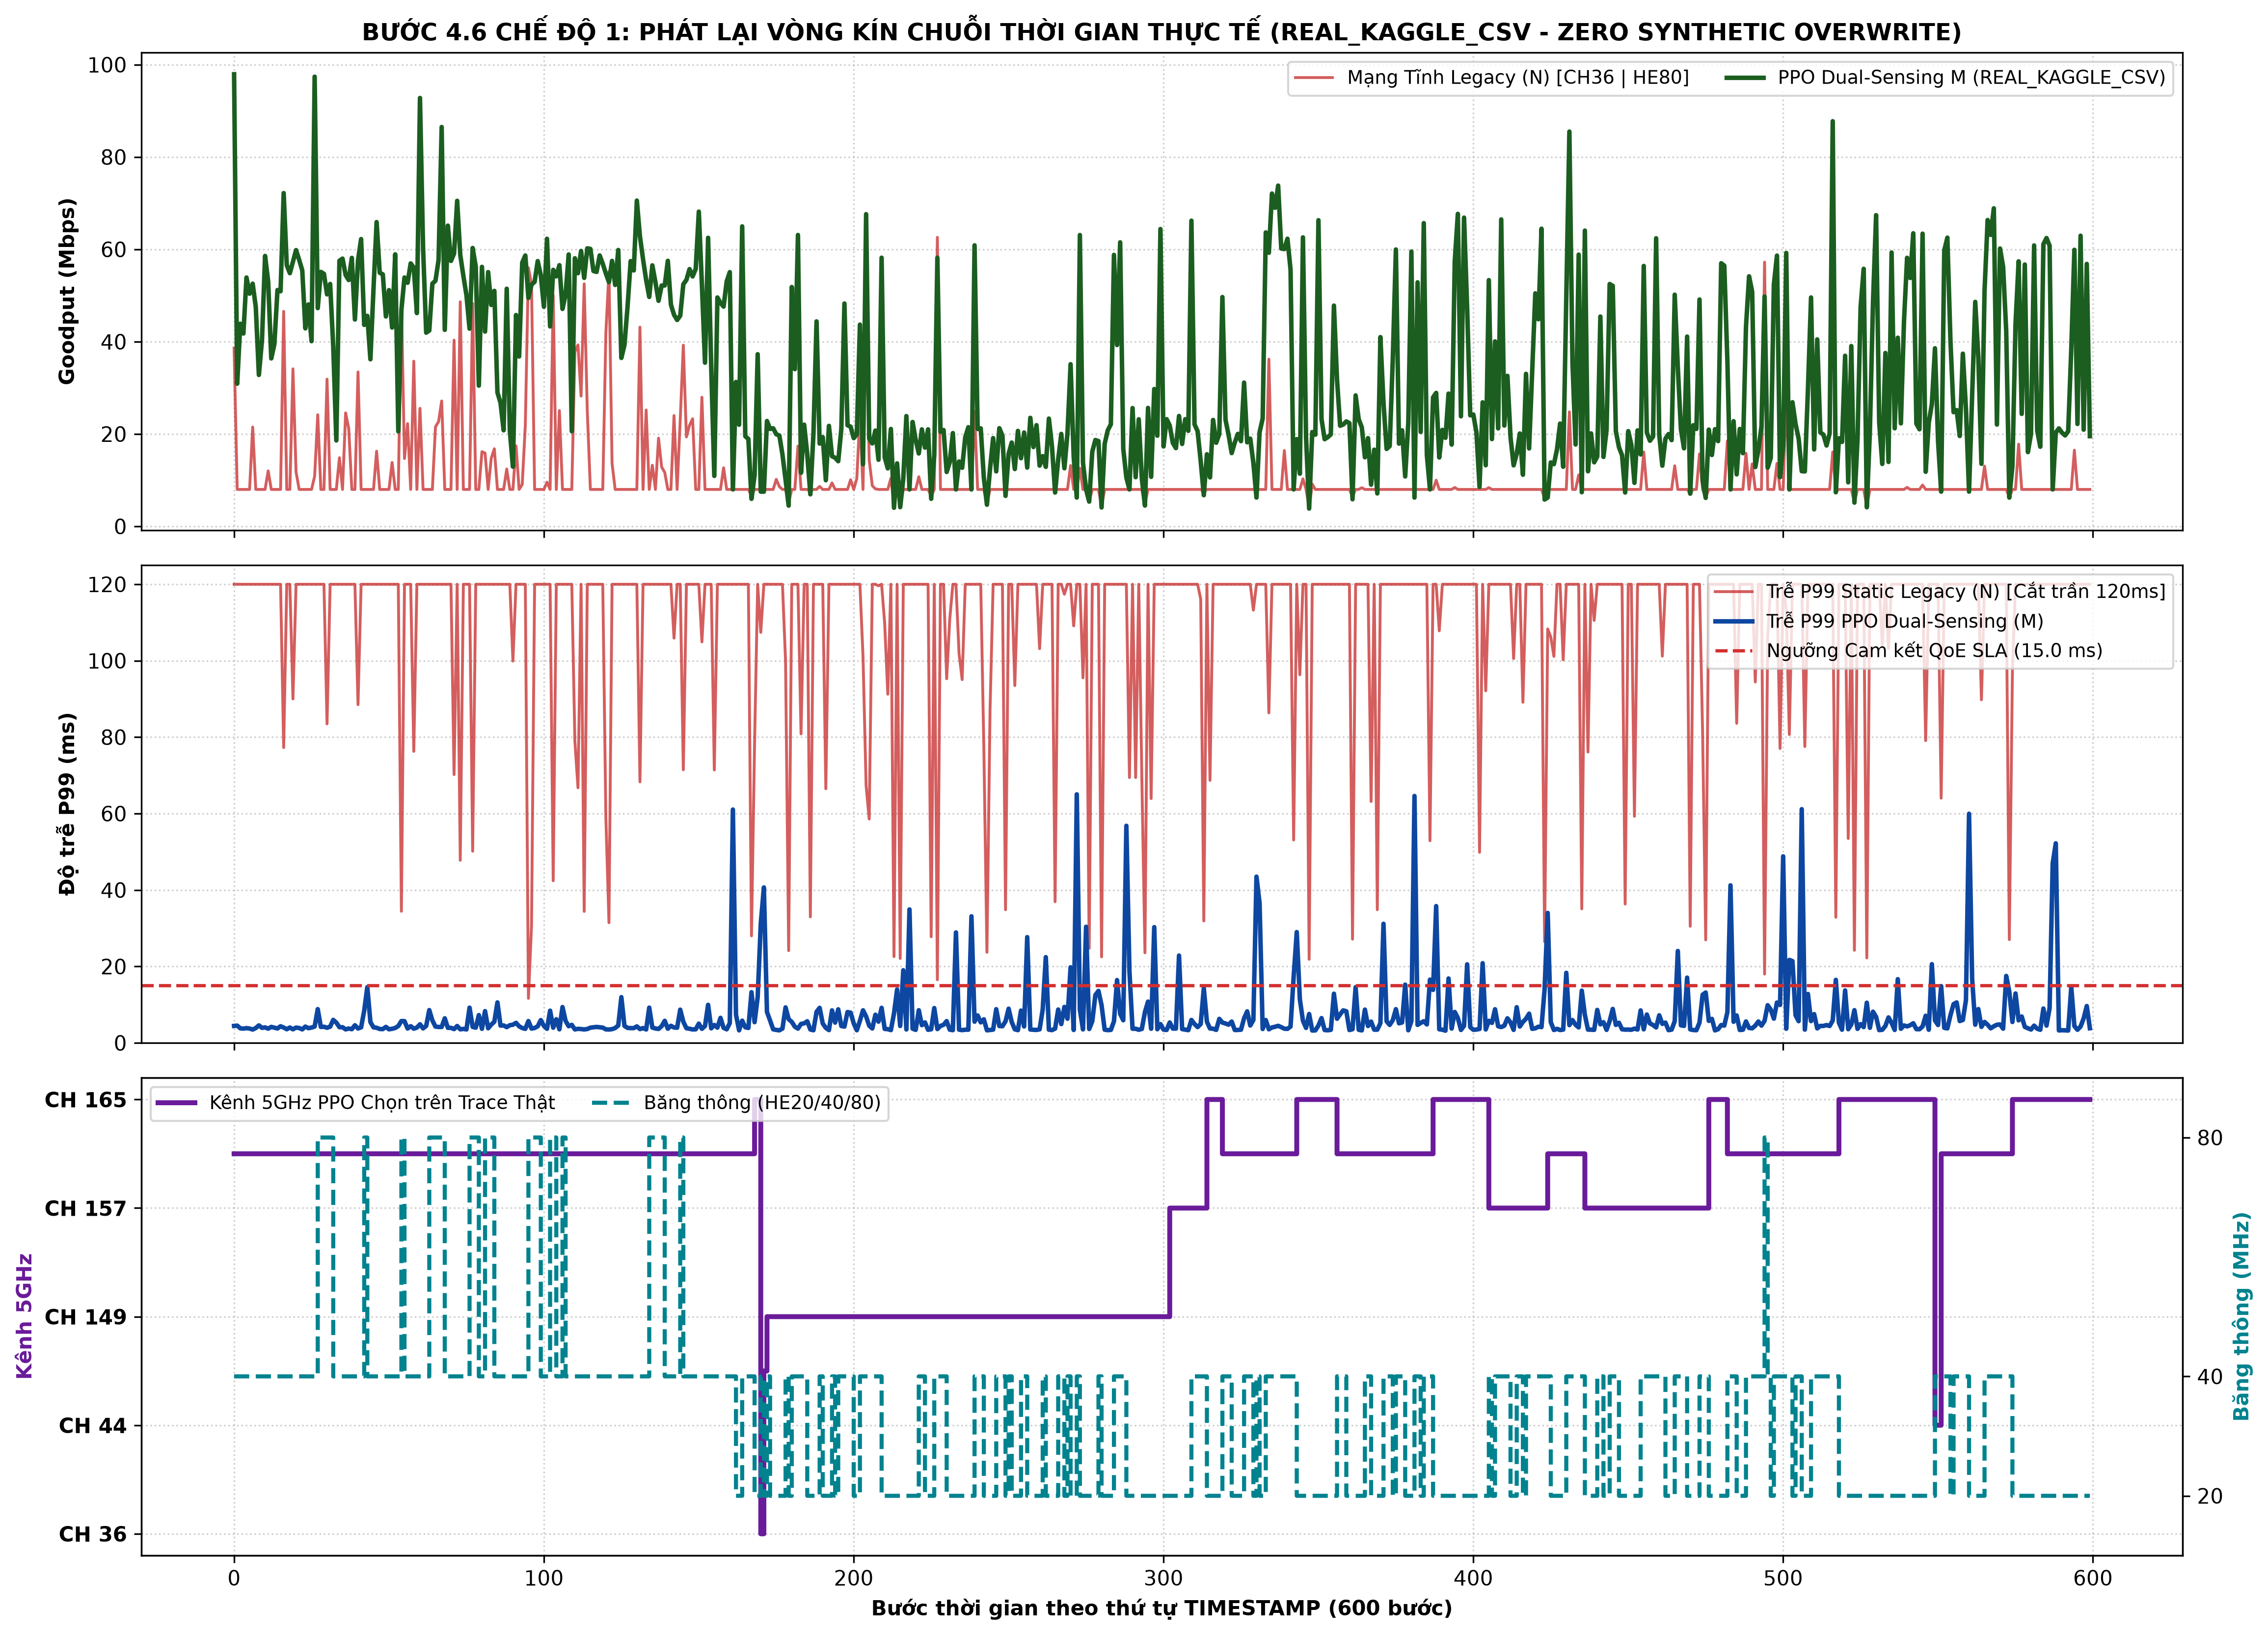 BƯỚC 4.6 CHẾ ĐỘ 1: PHÁT LẠI VÒNG KÍN CHUỖI THỜI GIAN THỰC TẾ (REAL_KAGGLE_CSV - ZERO SYNTHETIC OVERWRITE)
Mạng Tĩnh Legacy (N) [CH36 | HE80]
PPO Dual-Sensing M (REAL_KAGGLE_CSV)
Goodput (Mbps)
100
80
60
40
20
0
Trễ P99 Static Legacy (N) [Cắt trần 120ms]
Trễ P99 PPO Dual-Sensing (M)
Ngưỡng Cam kết QoE SLA (15.0 ms)
Độ trễ P99 (ms)
120
100
80
60
40
20
0
Kênh 5GHz PPO Chọn trên Trace Thật
Băng thông (HE20/40/80)
Kênh 5GHz
CH 165
CH 157
CH 149
CH 44
CH 36
80
40
20
Băng thông (MHz)
0
100
200
300
400
500
600
Bước thời gian theo thứ tự TIMESTAMP (600 bước)